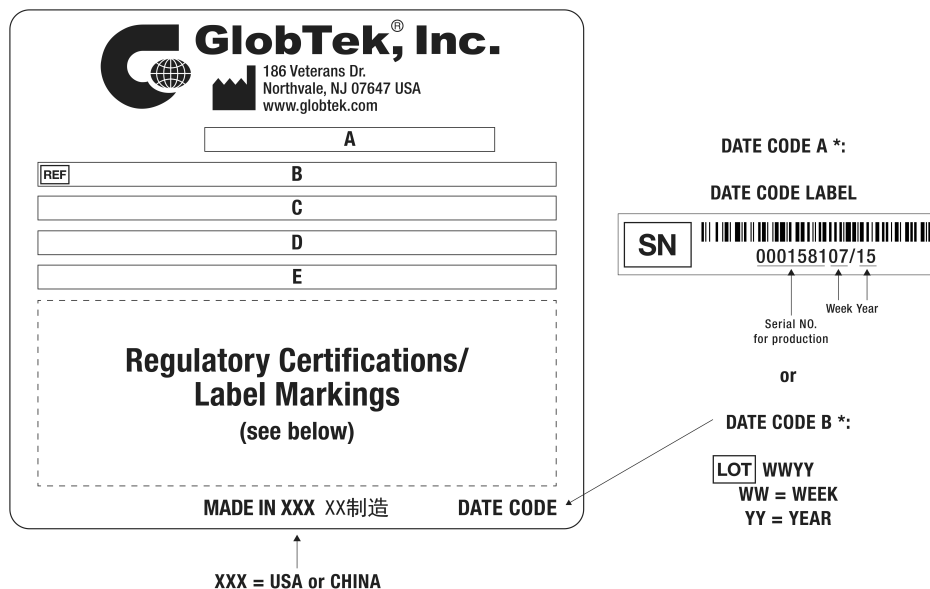 GlobTek, Inc.®
186 Veterans Dr.
Northvale, NJ 07647 USA
www.globtek.com
A
REF B
C
D
E
Regulatory Certifications/
Label Markings
(see below)
MADE IN XXX XX制造 DATE CODE
XXX = USA or CHINA
DATE CODE A *:
DATE CODE LABEL
SN
00015810 7/15
Week Year
Serial NO.
for production
or
DATE CODE B *:
LOT WWYY
WW = WEEK
YY = YEAR